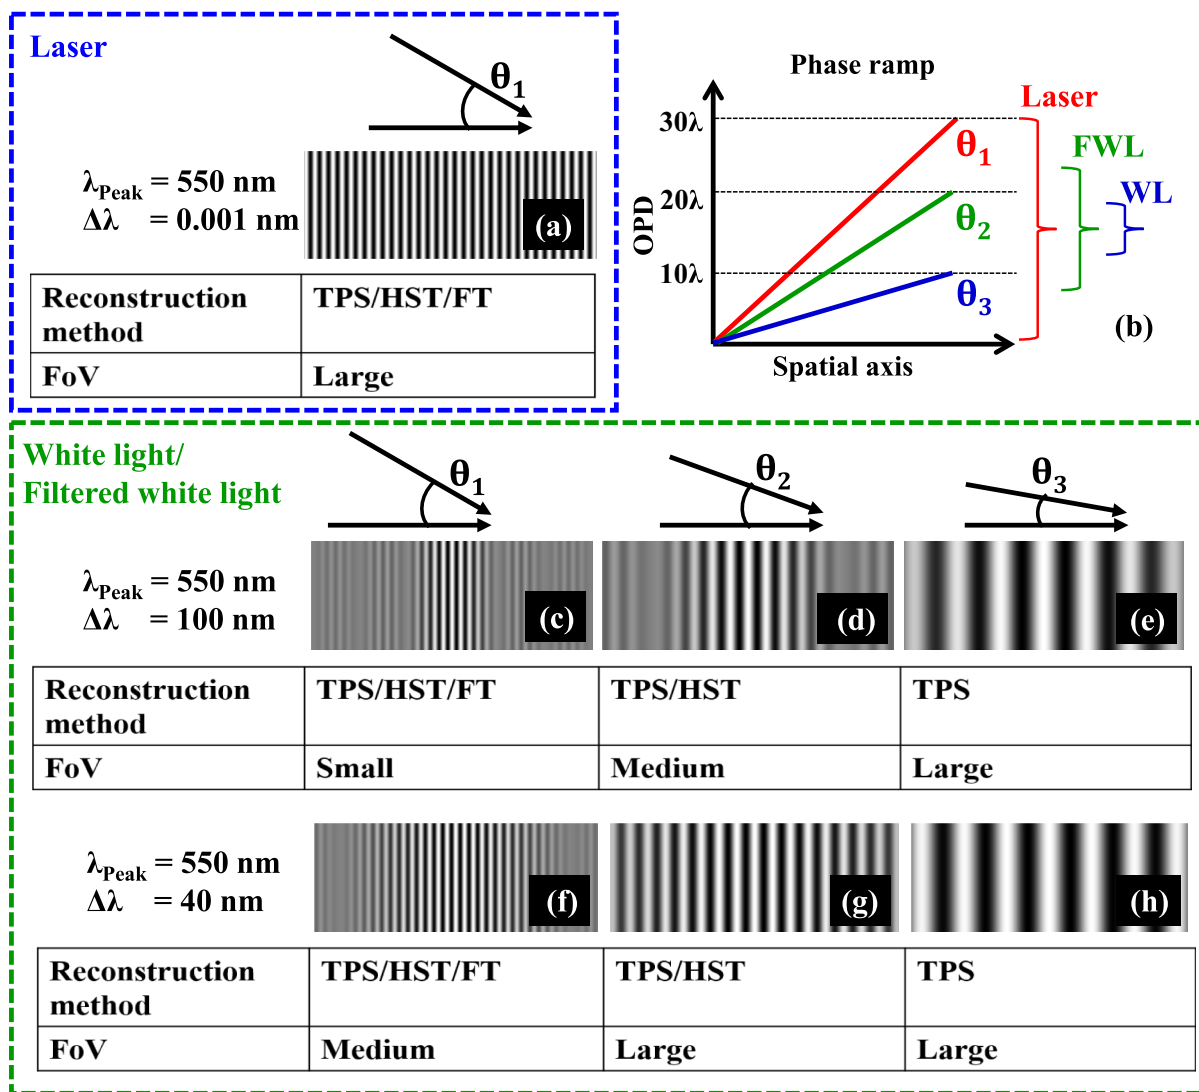 Laser
θ₁
λPeak = 550 nm
Δλ = 0.001 nm
(a)
Reconstruction method TPS/HST/FT
FoV Large
Phase ramp
OPD
30λ
20λ
10λ
θ₁
θ₂
θ₃
Laser
FWL
WL
Spatial axis
(b)
White light/
Filtered white light
θ₁
θ₂
θ₃
λPeak = 550 nm
Δλ = 100 nm
(c)
(d)
(e)
Reconstruction method TPS/HST/FT TPS/HST TPS
FoV Small Medium Large
λPeak = 550 nm
Δλ = 40 nm
(f)
(g)
(h)
Reconstruction method TPS/HST/FT TPS/HST TPS
FoV Medium Large Large